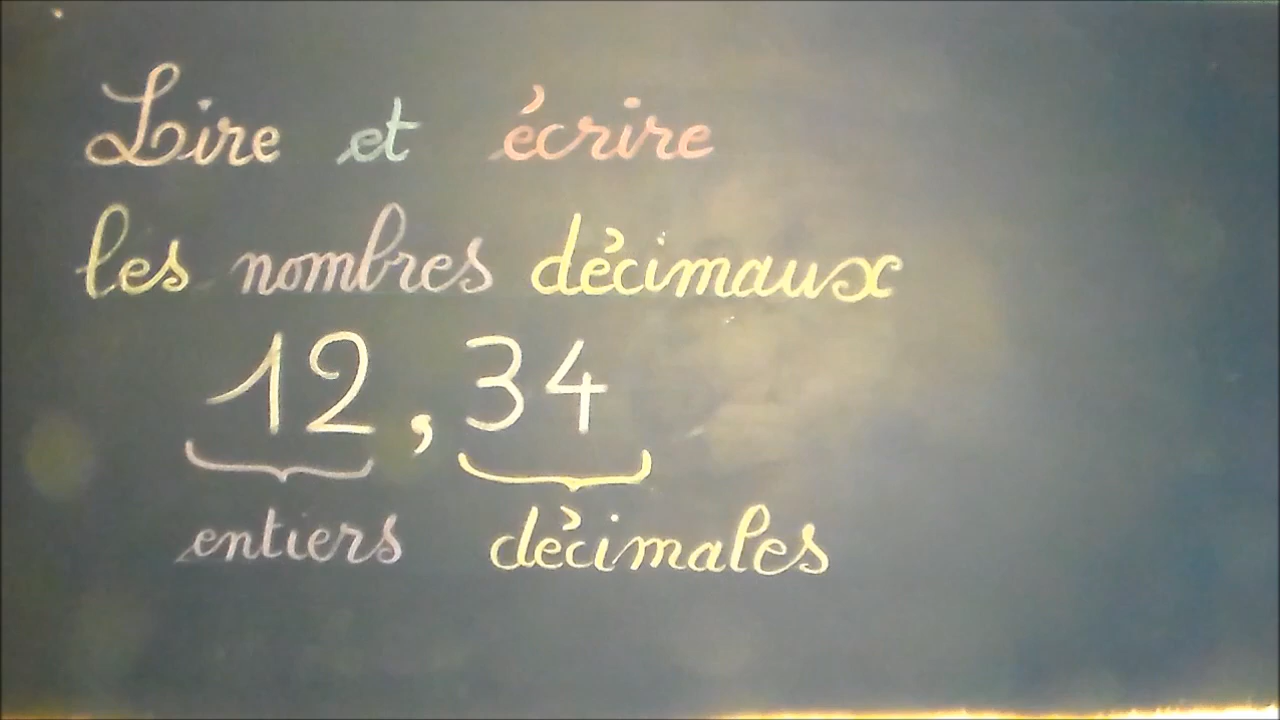 Lire et écrire
les nombres décimaux
12,34
entiers décimales